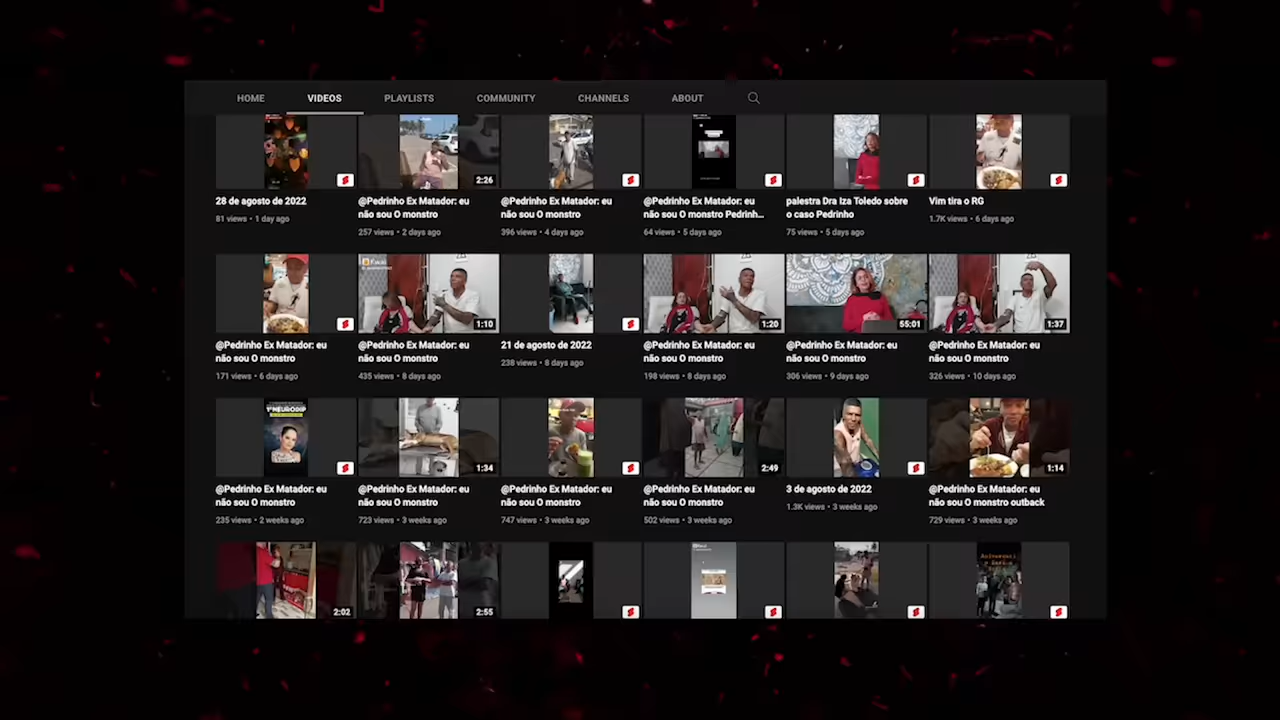 HOME VIDEOS PLAYLISTS COMMUNITY CHANNELS ABOUT
2:26
28 de agosto de 2022
81 views • 1 day ago
@Pedrinho Ex Matador: eu
não sou O monstro
257 views • 2 days ago
@Pedrinho Ex Matador: eu
não sou O monstro
396 views • 4 days ago
@Pedrinho Ex Matador: eu
não sou O monstro Pedrinh...
64 views • 5 days ago
palestra Dra Iza Toledo sobre
o caso Pedrinho
75 views • 5 days ago
Vim tira o RG
1.7K views • 6 days ago
1:10
1:20
55:01
1:37
@Pedrinho Ex Matador: eu
não sou O monstro
171 views • 6 days ago
@Pedrinho Ex Matador: eu
não sou O monstro
435 views • 8 days ago
21 de agosto de 2022
238 views • 8 days ago
@Pedrinho Ex Matador: eu
não sou O monstro
198 views • 8 days ago
@Pedrinho Ex Matador: eu
não sou O monstro
306 views • 9 days ago
@Pedrinho Ex Matador: eu
não sou O monstro
326 views • 10 days ago
1:34
2:49
1:14
@Pedrinho Ex Matador: eu
não sou O monstro
235 views • 2 weeks ago
@Pedrinho Ex Matador: eu
não sou O monstro
723 views • 3 weeks ago
@Pedrinho Ex Matador: eu
não sou O monstro
747 views • 3 weeks ago
@Pedrinho Ex Matador: eu
não sou O monstro
502 views • 3 weeks ago
3 de agosto de 2022
1.3K views • 3 weeks ago
@Pedrinho Ex Matador: eu
não sou O monstro outback
729 views • 3 weeks ago
2:02
2:55